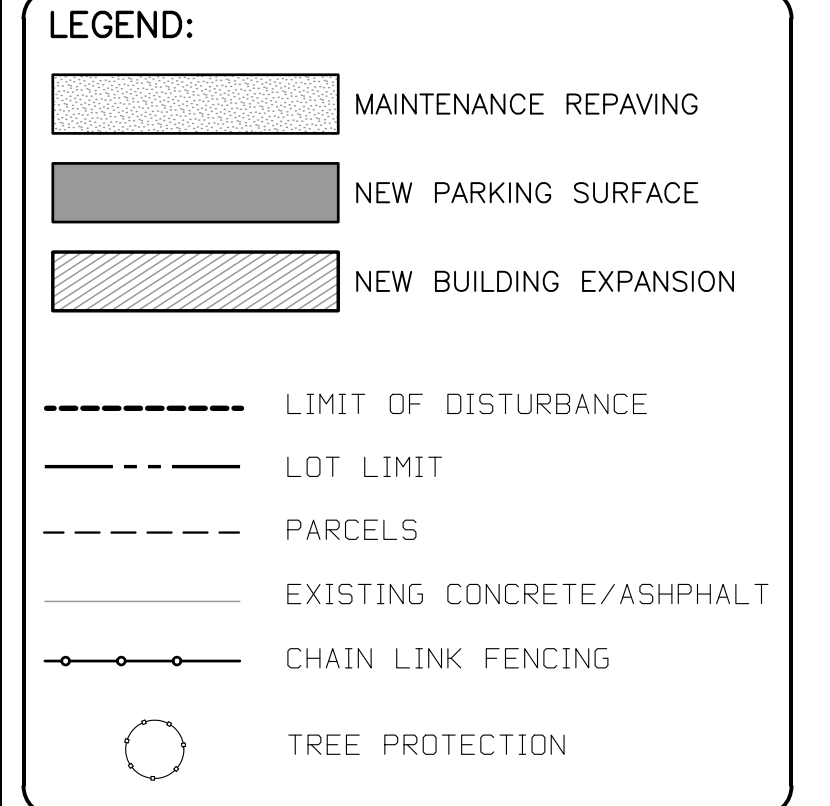 LEGEND:
MAINTENANCE REPAVING
NEW PARKING SURFACE
NEW BUILDING EXPANSION
LIMIT OF DISTURBANCE
LOT LIMIT
PARCELS
EXISTING CONCRETE/ASHPHALT
CHAIN LINK FENCING
TREE PROTECTION